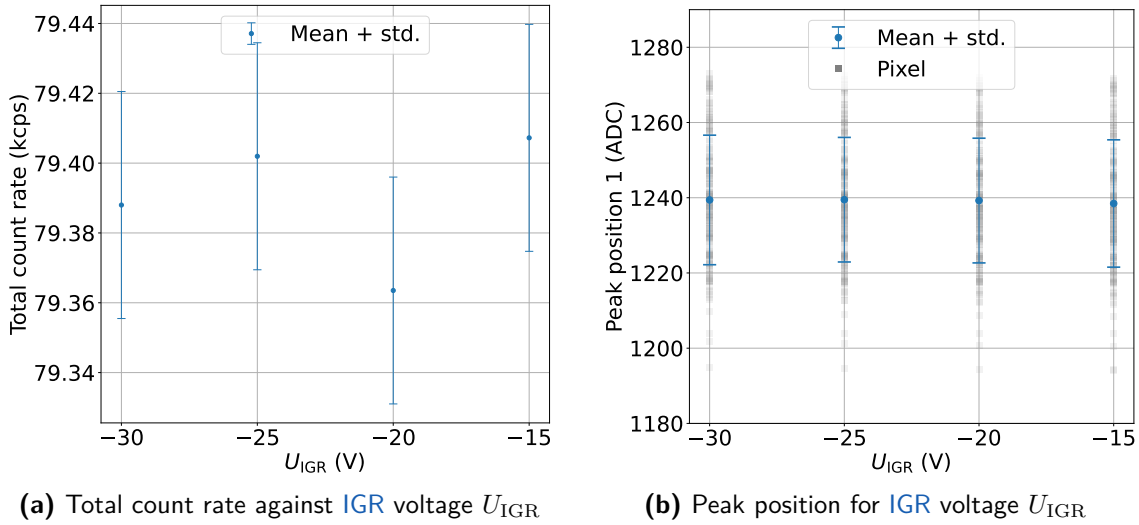 79.44
79.42
79.40
79.38
79.36
79.34
Total count rate (kcps)
Mean + std.
−30
−25
−20
−15
U_IGR (V)
(a) Total count rate against IGR voltage U_IGR
1280
1260
1240
1220
1200
1180
Peak position 1 (ADC)
Mean + std.
Pixel
−30
−25
−20
−15
U_IGR (V)
(b) Peak position for IGR voltage U_IGR